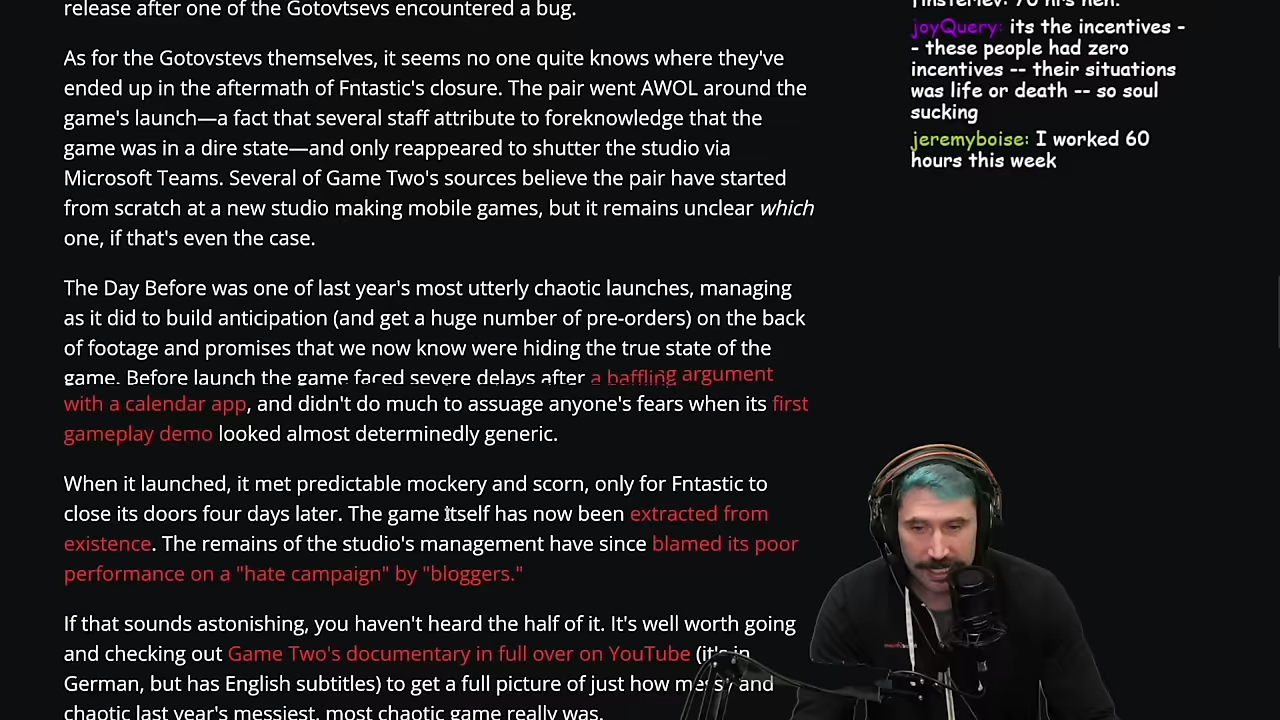 release after one of the Gotovtsevs encountered a bug.
As for the Gotovstevs themselves, it seems no one quite knows where they've
ended up in the aftermath of Fntastic's closure. The pair went AWOL around the
game's launch—a fact that several staff attribute to foreknowledge that the
game was in a dire state—and only reappeared to shutter the studio via
Microsoft Teams. Several of Game Two's sources believe the pair have started
from scratch at a new studio making mobile games, but it remains unclear which
one, if that's even the case.
The Day Before was one of last year's most utterly chaotic launches, managing
as it did to build anticipation (and get a huge number of pre-orders) on the back
of footage and promises that we now know were hiding the true state of the
game. Before launch the game faced severe delays after a baffling argument
with a calendar app, and didn't do much to assuage anyone's fears when its first
gameplay demo looked almost determinedly generic.
When it launched, it met predictable mockery and scorn, only for Fntastic to
close its doors four days later. The game itself has now been extracted from
existence. The remains of the studio's management have since blamed its poor
performance on a "hate campaign" by "bloggers."
If that sounds astonishing, you haven't heard the half of it. It's well worth going
and checking out Game Two's documentary in full over on YouTube (it's in
German, but has English subtitles) to get a full picture of just how messy and
chaotic last year's messiest, most chaotic game really was.
joyQuery: its the incentives -
- these people had zero
incentives -- their situations
was life or death -- so soul
sucking
jeremyboise: I worked 60
hours this week